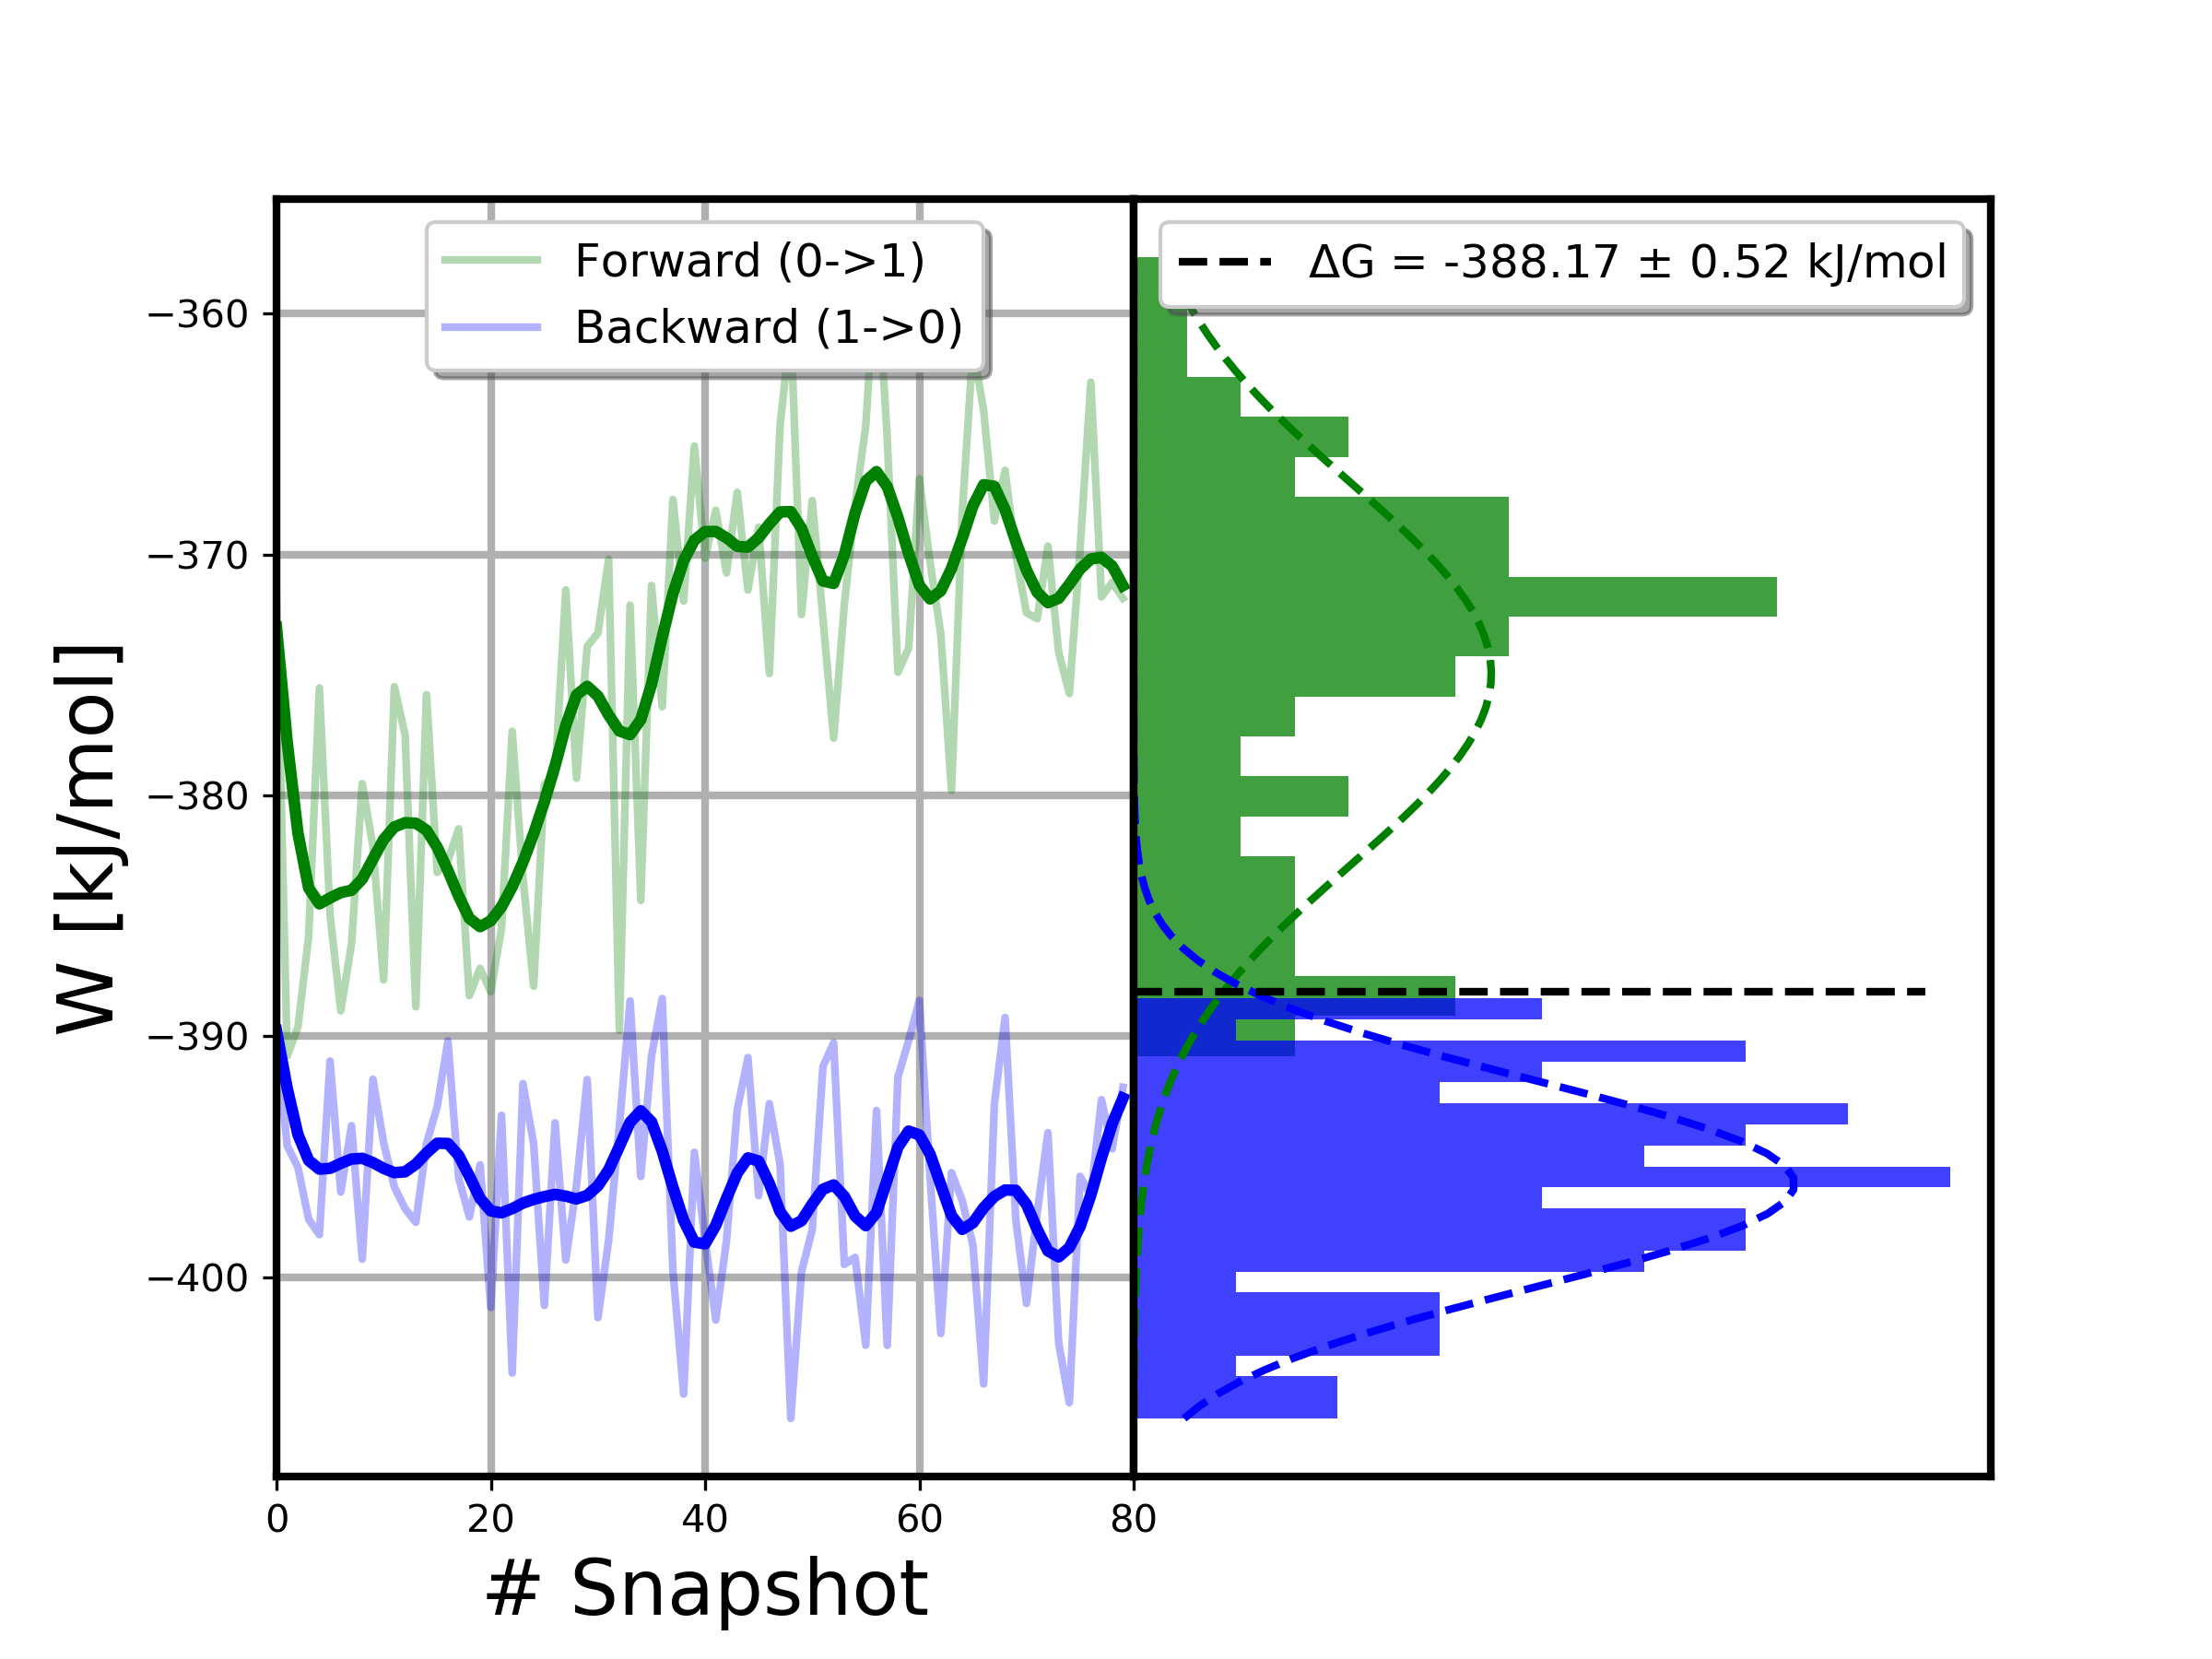 Forward (0->1)
Backward (1->0)
ΔG = -388.17 ± 0.52 kJ/mol
−360
−370
−380
−390
−400
W [kJ/mol]
0 20 40 60 80
# Snapshot